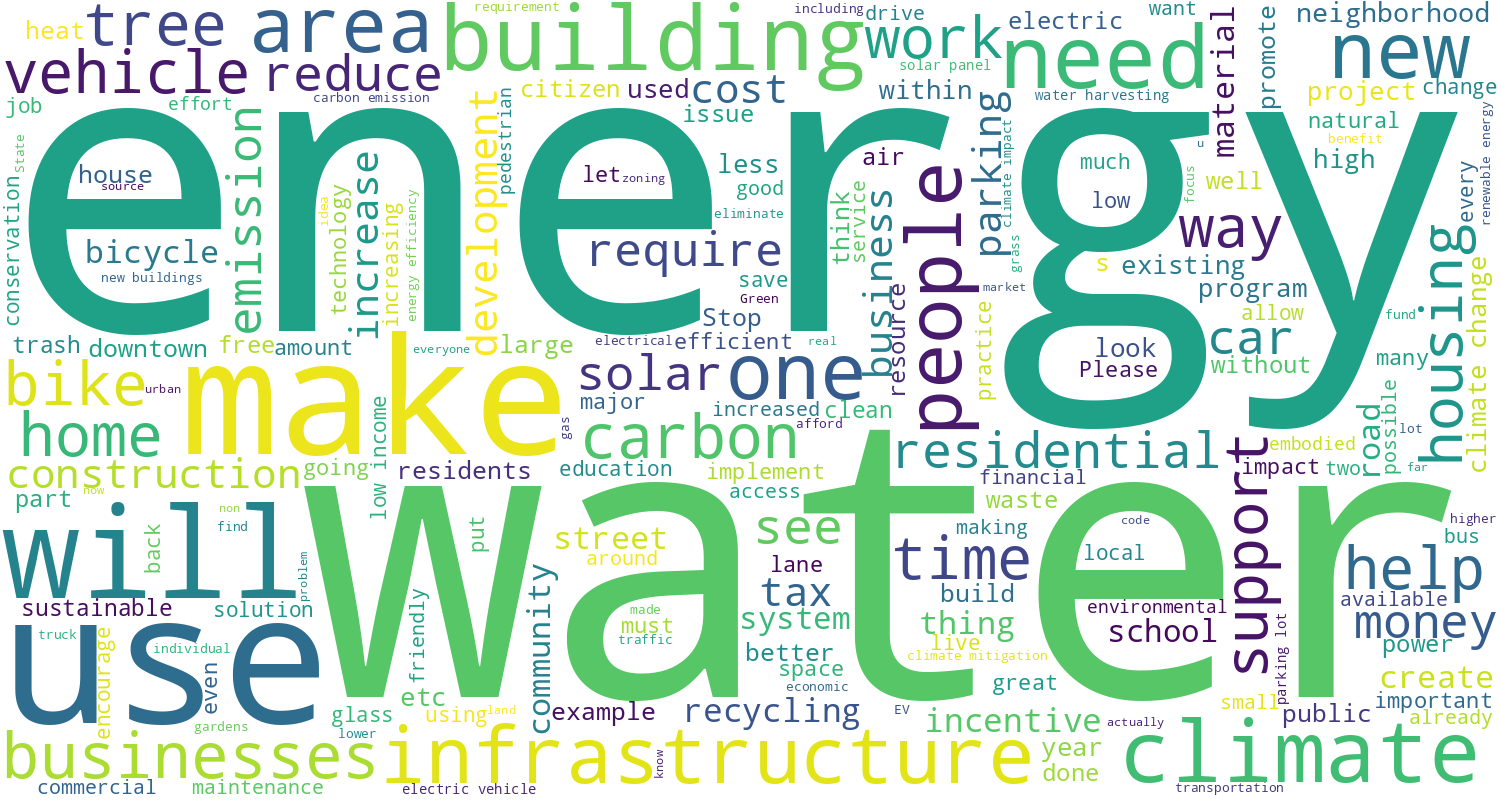 requirement
including
drive
want
heat
tree
area
building
work
electric
need
neighborhood
new
promote
vehicle
reduce
solar panel
material
job
effort
carbon emission
citizen
used
cost
within
water harvesting
project
change
energy
emission
increase
development
pedestrian
issue
parking
natural
benefit
high
renewable energy
state
conservation
house
source
bicycle
new buildings
idea
technology
increasing
energy efficiency
let
zoning
less
good
eliminate
think
service
air
business
people
climate impact
much
low
c
focus
well
every
housing
require
save
Green
Stop
resource
market
grass
s
way
existing
program
allow
fund
climate change
trash
downtown
free
amount
everyone
large
electrical
efficient
real
practice
look
Please
car
without
many
bike
urban
make
solar
one
major
increased
clean
afford
gas
home
carbon
residential
support
embodied
road
possible
lot
far
construction
going
low income
residents
education
implement
access
financial
waste
impact
two
part
now
will
non
find
back
problem
water
put
street
around
see
lane
time
making
code
local
higher
bus
help
sustainable
solution
community
tax
build
environmental
available
use
truck
individual
encourage
even
friendly
made
must
traffic
system
thing
school
money
better
live
climate mitigation
parking lot
power
space
economic
great
create
gardens
etc
glass
lower
using
land
example
recycling
EV
incentive
actually
small
public
important
already
businesses
infrastructure
know
year
done
climate
commercial
maintenance
electric vehicle
transportation